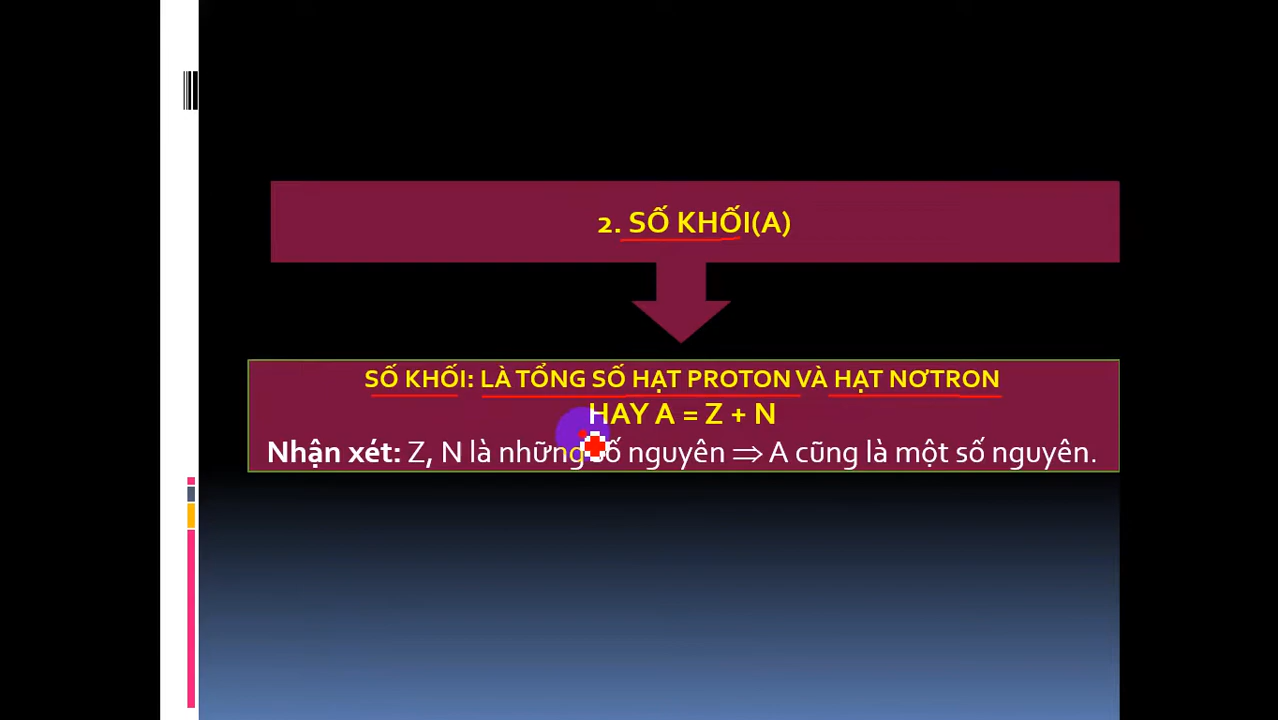 2. SỐ KHỐI(A)
SỐ KHỐI: LÀ TỔNG SỐ HẠT PROTON VÀ HẠT NƠTRON
HAY A = Z + N
Nhận xét: Z, N là những số nguyên ⇒ A cũng là một số nguyên.